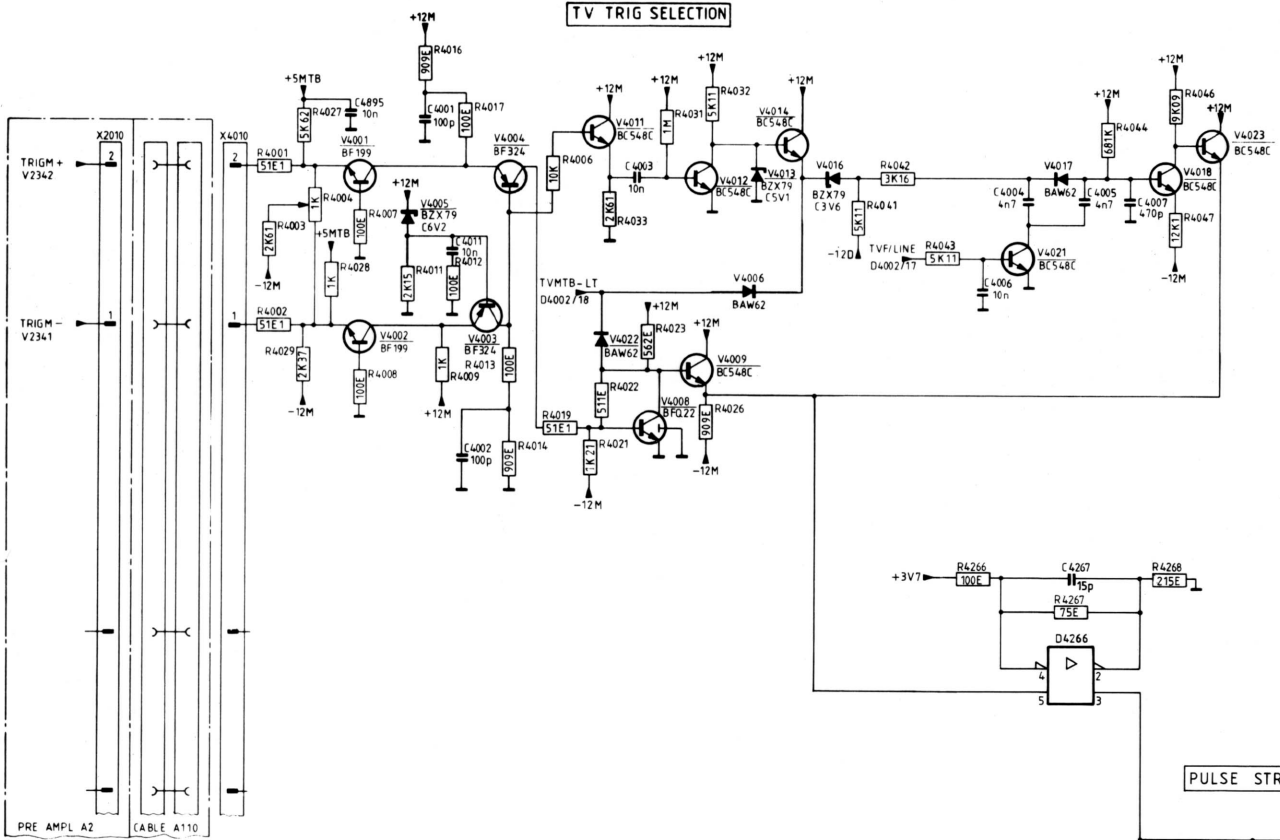 TV TRIG SELECTION
+12M
R4016
909E
+5MTB
C4895
10n
R4027
5K62
C4001
100p
R4017
100E
X2010
X4010
TRIGM+
V2342
2
2
R4001
51E1
V4001
BF199
V4004
BF324
R4006
10K
+12M
V4011
BC548C
C4003
10n
R4033
2K61
+12M
R4031
1M
+12M
R4032
5K11
V4012
BC548C
+12M
V4014
BC548C
V4013
BZX79
C5V1
V4016
BZX79
C3V6
R4042
3K16
R4041
5K11
-12D
+12M
R4044
681K
V4017
BAW62
C4004
4n7
C4005
4n7
C4007
470p
+12M
R4046
9K09
+12M
V4023
BC548C
V4018
BC548C
R4047
12K1
-12M
TVF/LINE
D4002/17
R4043
5K11
C4006
10n
V4021
BC548C
R4004
1K
R4003
2K61
-12M
+5MTB
R4028
1K
R4007
100E
+12M
V4005
BZX79
C6V2
R4011
2K15
C4011
10n
R4012
100E
TVMTB-LT
D4002/18
V4006
BAW62
TRIGM-
V2341
1
1
R4002
51E1
R4029
2K37
-12M
V4002
BF199
R4008
100E
V4003
BF324
R4013
100E
1K
R4009
+12M
V4022
BAW62
+12M
R4023
562E
+12M
V4009
BC548C
R4022
511E
V4008
BFQ22
R4026
909E
-12M
R4019
51E1
R4021
1K21
-12M
C4002
100p
R4014
909E
+3V7
R4266
100E
C4267
15p
R4268
215E
R4267
75E
D4266
4
2
5
3
PULSE STR
PRE AMPL A2
CABLE A110